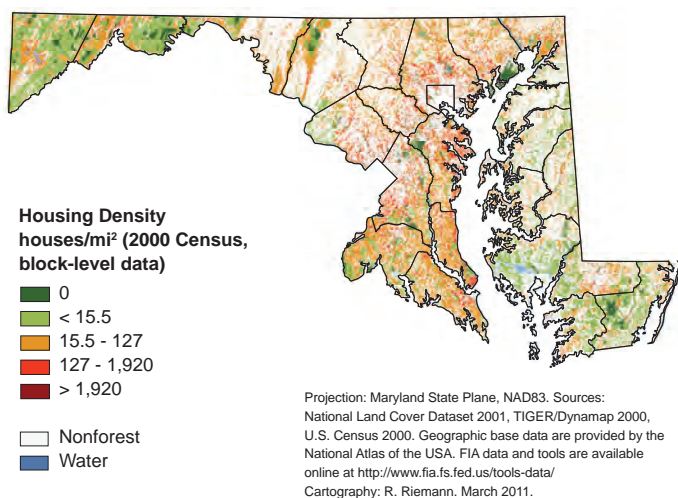 Housing Density
houses/mi² (2000 Census,
block-level data)
0
< 15.5
15.5 - 127
127 - 1,920
> 1,920
Nonforest
Water
Projection: Maryland State Plane, NAD83. Sources:
National Land Cover Dataset 2001, TIGER/Dynamap 2000,
U.S. Census 2000. Geographic base data are provided by the
National Atlas of the USA. FIA data and tools are available
online at http://www.fia.fs.fed.us/tools-data/
Cartography: R. Riemann. March 2011.